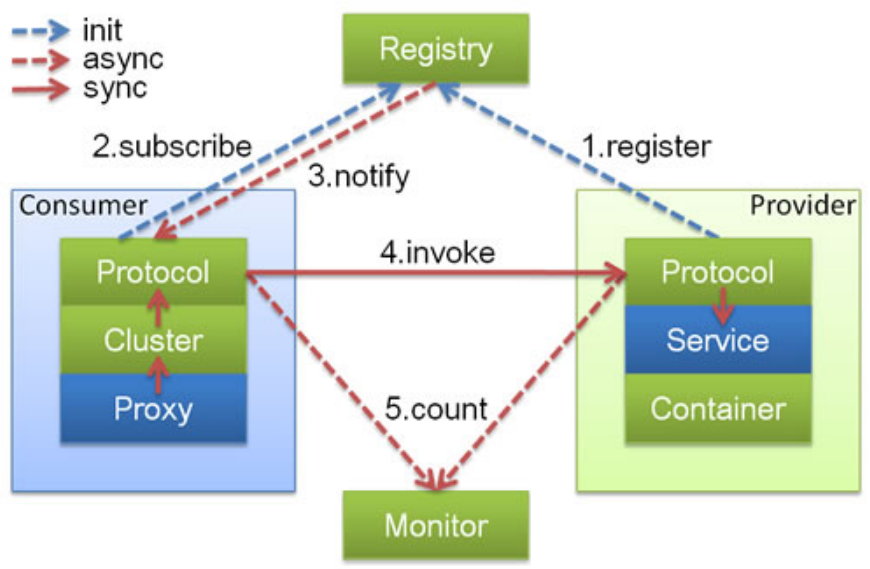 init
async
sync
Registry
2.subscribe
1.register
3.notify
Consumer
Provider
Protocol
4.invoke
Protocol
Cluster
Service
Proxy
5.count
Container
Monitor